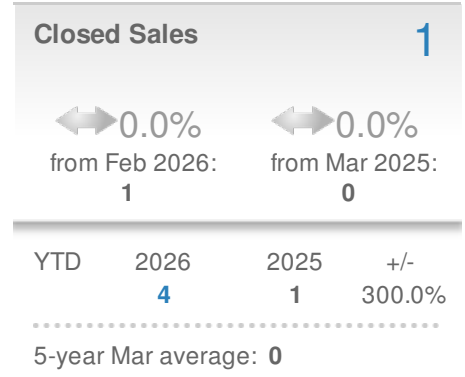 Closed Sales 1
0.0% 0.0%
from Feb 2026: from Mar 2025:
1 0
YTD 2026 2025 +/-
4 1 300.0%
5-year Mar average: 0